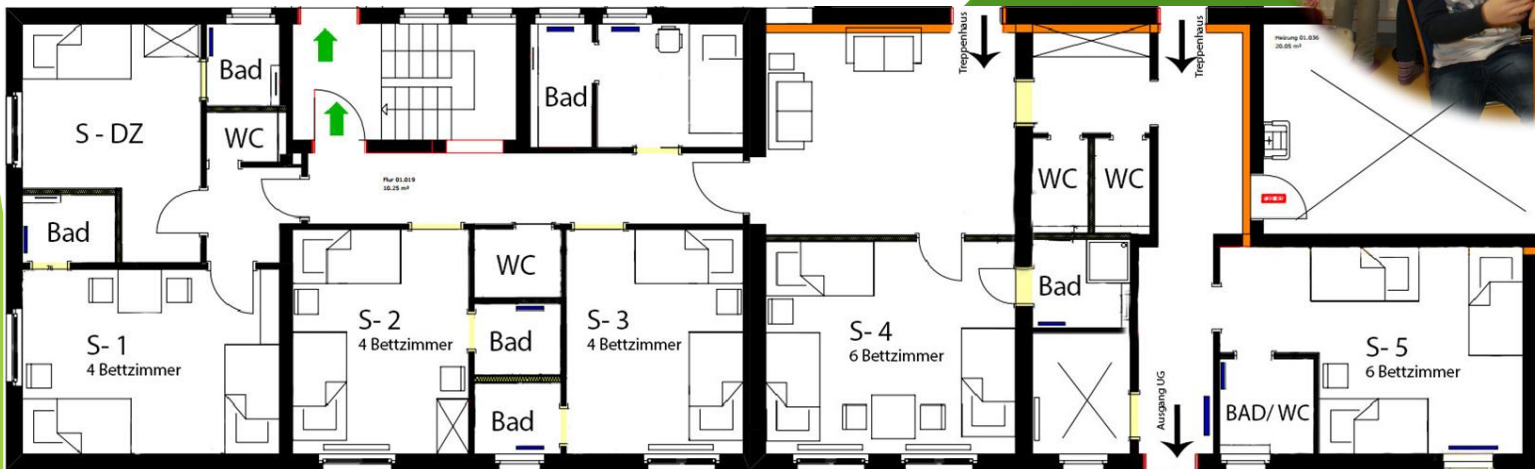 S - DZ
Bad
WC
Bad
Flur 01.019
10.25 m²
Bad
Treppenhaus
Treppenhaus
Heizung 01.036
20.05 m²
WC
WC
Bad
S- 1
4 Bettzimmer
S- 2
4 Bettzimmer
WC
Bad
Bad
S- 3
4 Bettzimmer
S- 4
6 Bettzimmer
Bad
Ausgang UG
BAD/ WC
S- 5
6 Bettzimmer